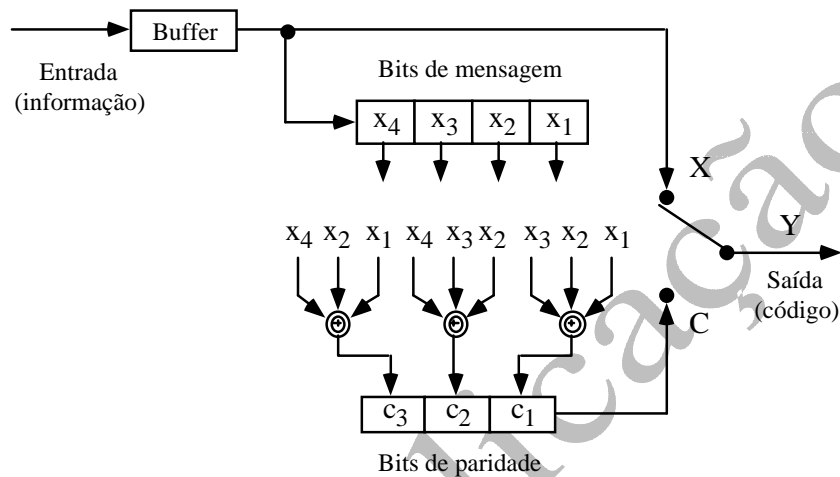 Buffer
Entrada
(informação)
Bits de mensagem
x4 x3 x2 x1
X
Y
x4 x2 x1 x4 x3 x2 x3 x2 x1
Saída
(código)
C
c3 c2 c1
Bits de paridade